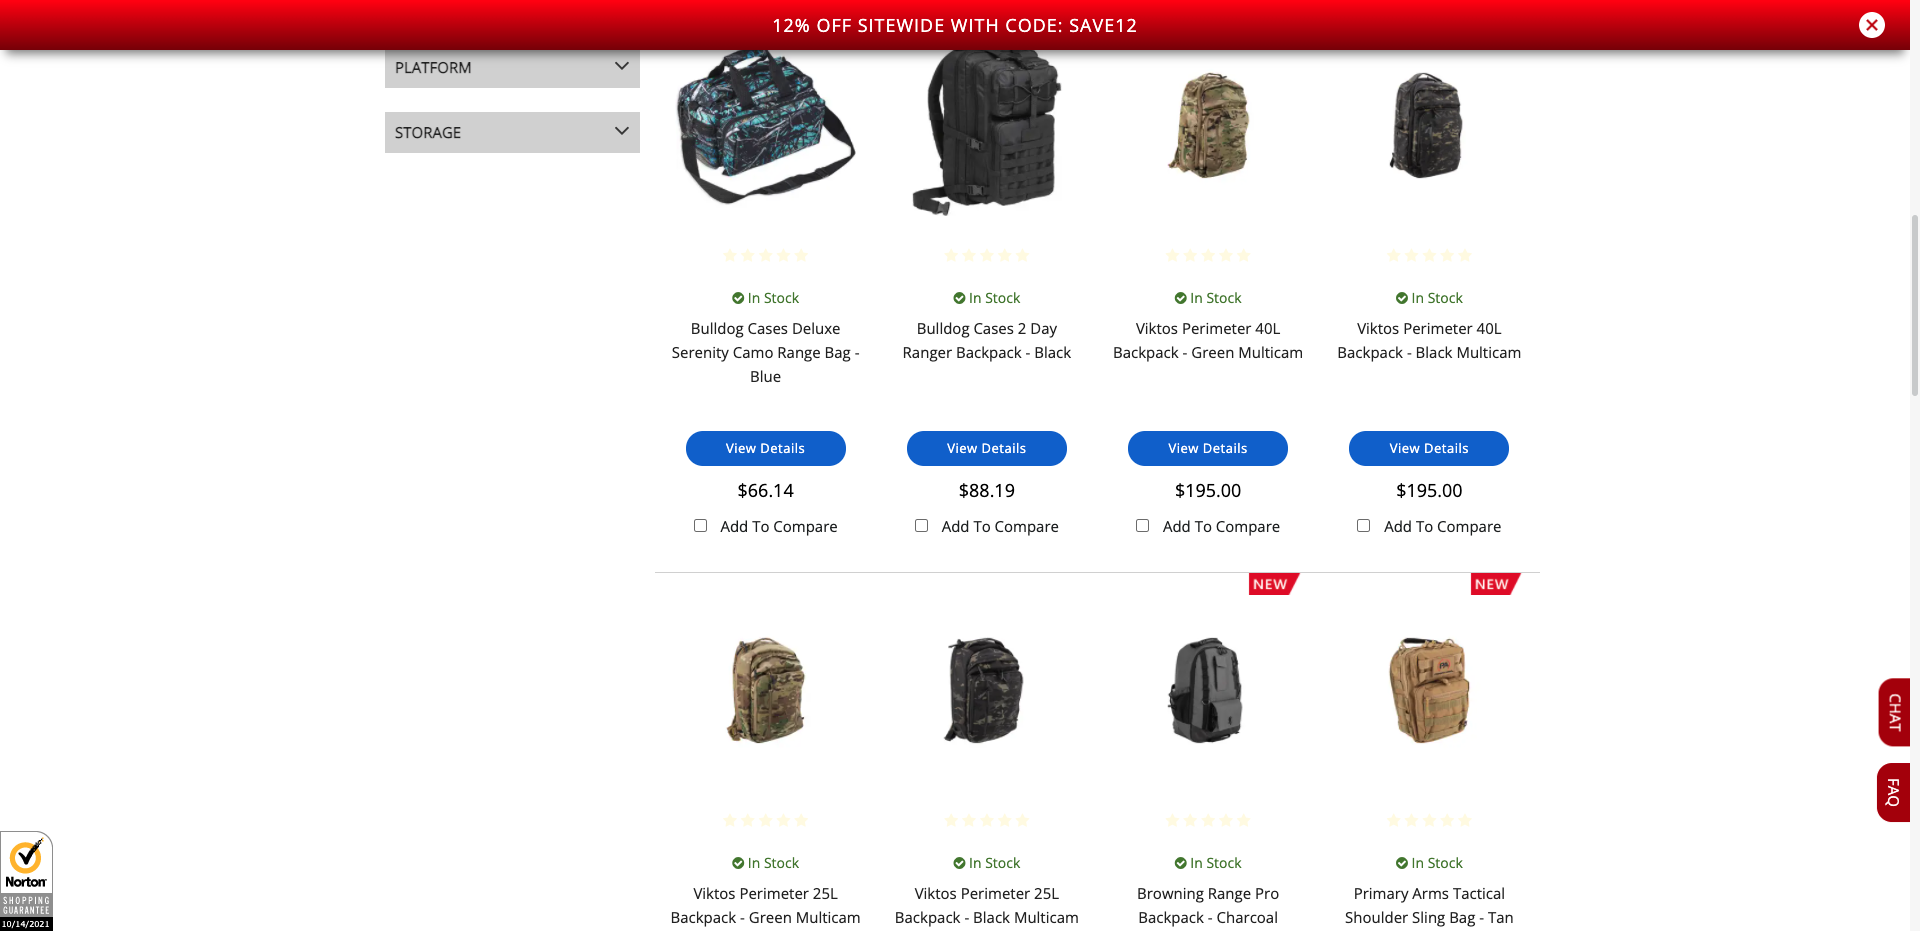 12% OFF SITEWIDE WITH CODE: SAVE12
PLATFORM
STORAGE
In Stock
In Stock
In Stock
In Stock
Bulldog Cases Deluxe
Serenity Camo Range Bag -
Blue
Bulldog Cases 2 Day
Ranger Backpack - Black
Viktos Perimeter 40L
Backpack - Green Multicam
Viktos Perimeter 40L
Backpack - Black Multicam
View Details
View Details
View Details
View Details
$66.14
$88.19
$195.00
$195.00
Add To Compare
Add To Compare
Add To Compare
Add To Compare
NEW
NEW
PA
In Stock
In Stock
In Stock
In Stock
Viktos Perimeter 25L
Backpack - Green Multicam
Viktos Perimeter 25L
Backpack - Black Multicam
Browning Range Pro
Backpack - Charcoal
Primary Arms Tactical
Shoulder Sling Bag - Tan
CHAT
FAQ
Norton
SHOPPING
GUARANTEE
10/14/2021